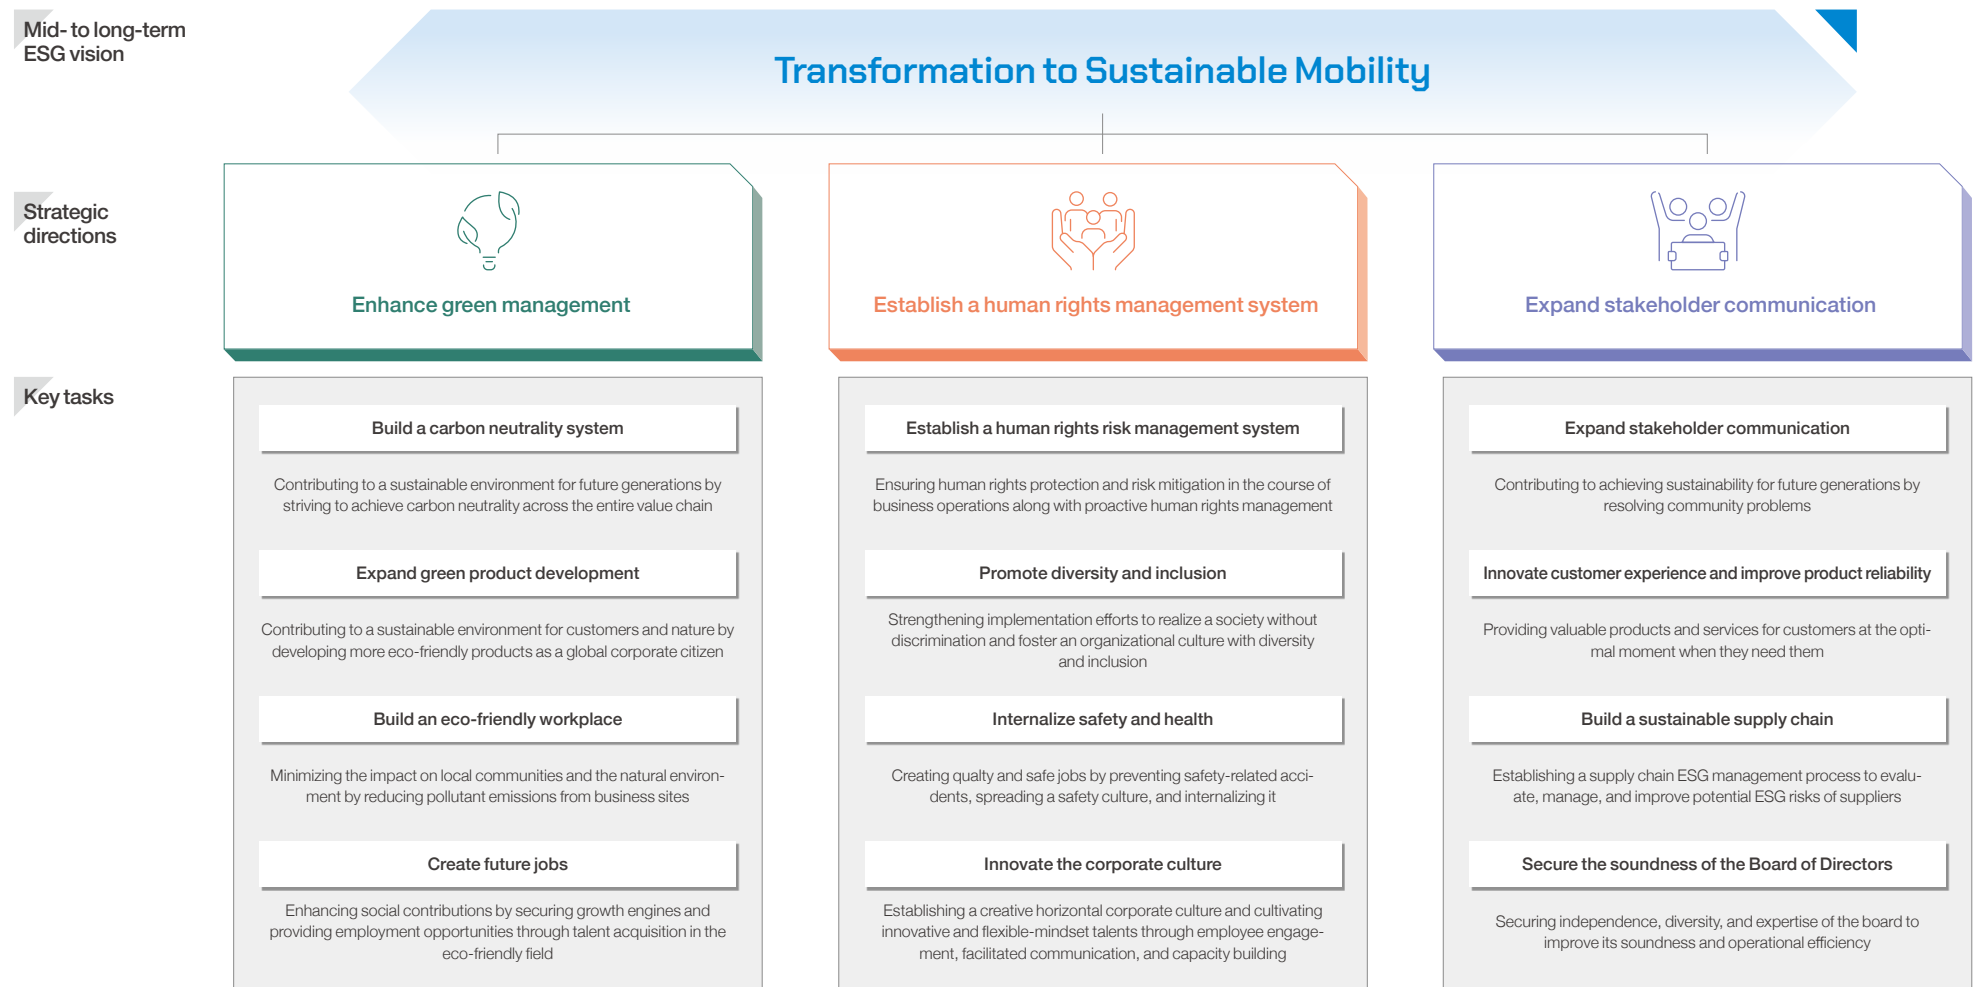 Mid- to long-term
ESG vision
Transformation to Sustainable Mobility
Strategic
directions
Enhance green management
Establish a human rights management system
Expand stakeholder communication
Key tasks
Build a carbon neutrality system
Contributing to a sustainable environment for future generations by
striving to achieve carbon neutrality across the entire value chain
Expand green product development
Contributing to a sustainable environment for customers and nature by
developing more eco-friendly products as a global corporate citizen
Build an eco-friendly workplace
Minimizing the impact on local communities and the natural environ-
ment by reducing pollutant emissions from business sites
Create future jobs
Enhancing social contributions by securing growth engines and
providing employment opportunities through talent acquisition in the
eco-friendly field
Establish a human rights risk management system
Ensuring human rights protection and risk mitigation in the course of
business operations along with proactive human rights management
Promote diversity and inclusion
Strengthening implementation efforts to realize a society without
discrimination and foster an organizational culture with diversity
and inclusion
Internalize safety and health
Creating qualty and safe jobs by preventing safety-related acci-
dents, spreading a safety culture, and internalizing it
Innovate the corporate culture
Establishing a creative horizontal corporate culture and cultivating
innovative and flexible-mindset talents through employee engage-
ment, facilitated communication, and capacity building
Expand stakeholder communication
Contributing to achieving sustainability for future generations by
resolving community problems
Innovate customer experience and improve product reliability
Providing valuable products and services for customers at the opti-
mal moment when they need them
Build a sustainable supply chain
Establishing a supply chain ESG management process to evalu-
ate, manage, and improve potential ESG risks of suppliers
Secure the soundness of the Board of Directors
Securing independence, diversity, and expertise of the board to
improve its soundness and operational efficiency